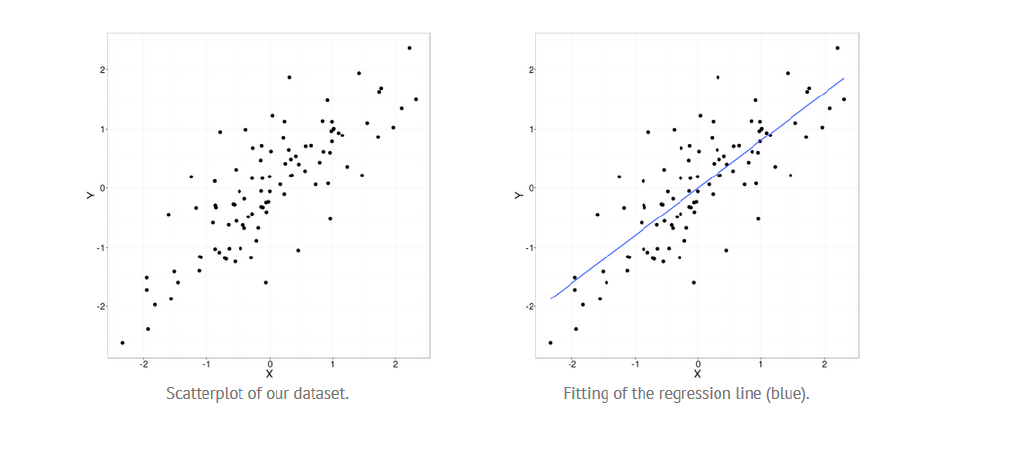 2
1
0
-1
-2
Y
-2 -1 0 1 2
X
Scatterplot of our dataset.
2
1
0
-1
-2
Y
-2 -1 0 1 2
X
Fitting of the regression line (blue).